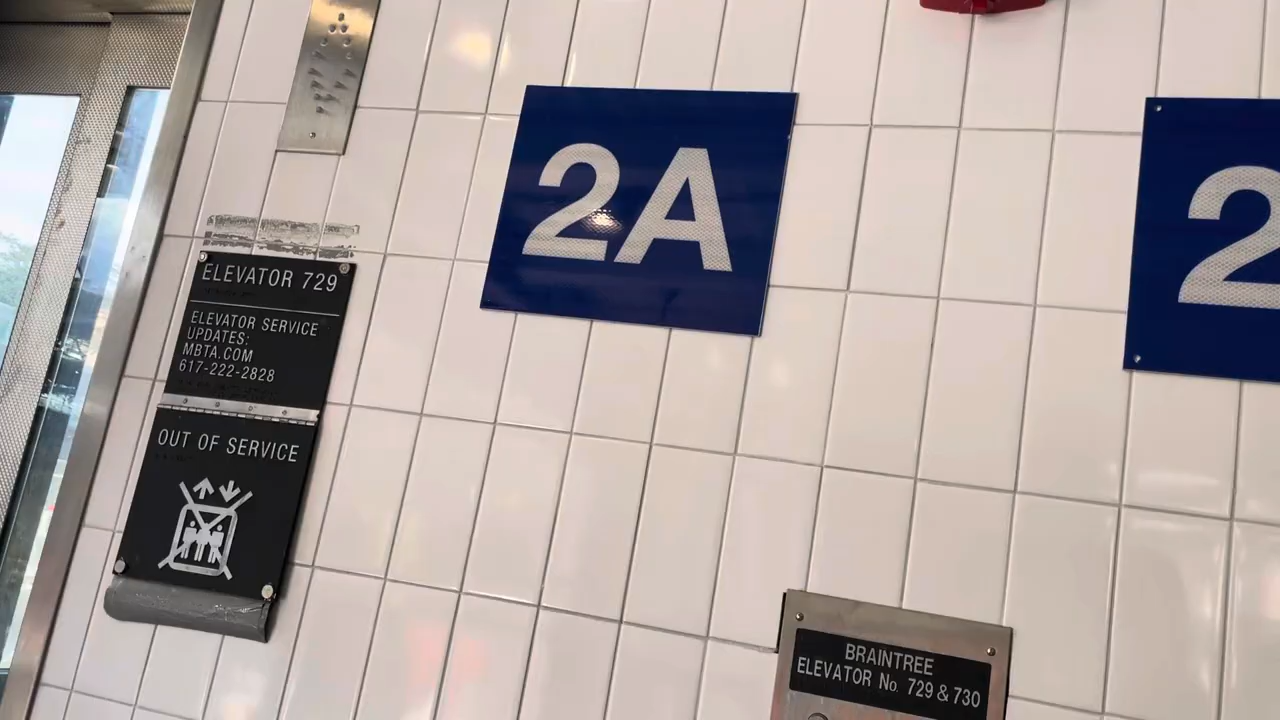 2A
2
ELEVATOR 729
ELEVATOR SERVICE
UPDATES:
MBTA.COM
617-222-2828
OUT OF SERVICE
BRAINTREE
ELEVATOR No. 729 & 730